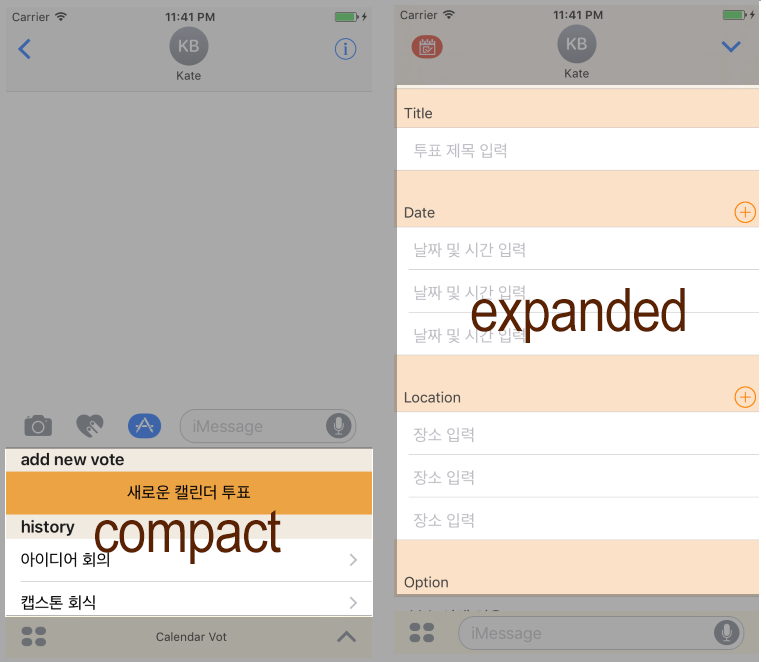 Carrier 11:41 PM
KB
Kate
iMessage
add new vote
새로운 캘린더 투표
history
compact
아이디어 회의
캡스톤 회식
Calendar Vot
Carrier 11:41 PM
KB
Kate
Title
투표 제목 입력
Date
날짜 및 시간 입력
날짜 및 시간 입력
expanded
날짜 및 시간 입력
Location
장소 입력
장소 입력
장소 입력
Option
iMessage